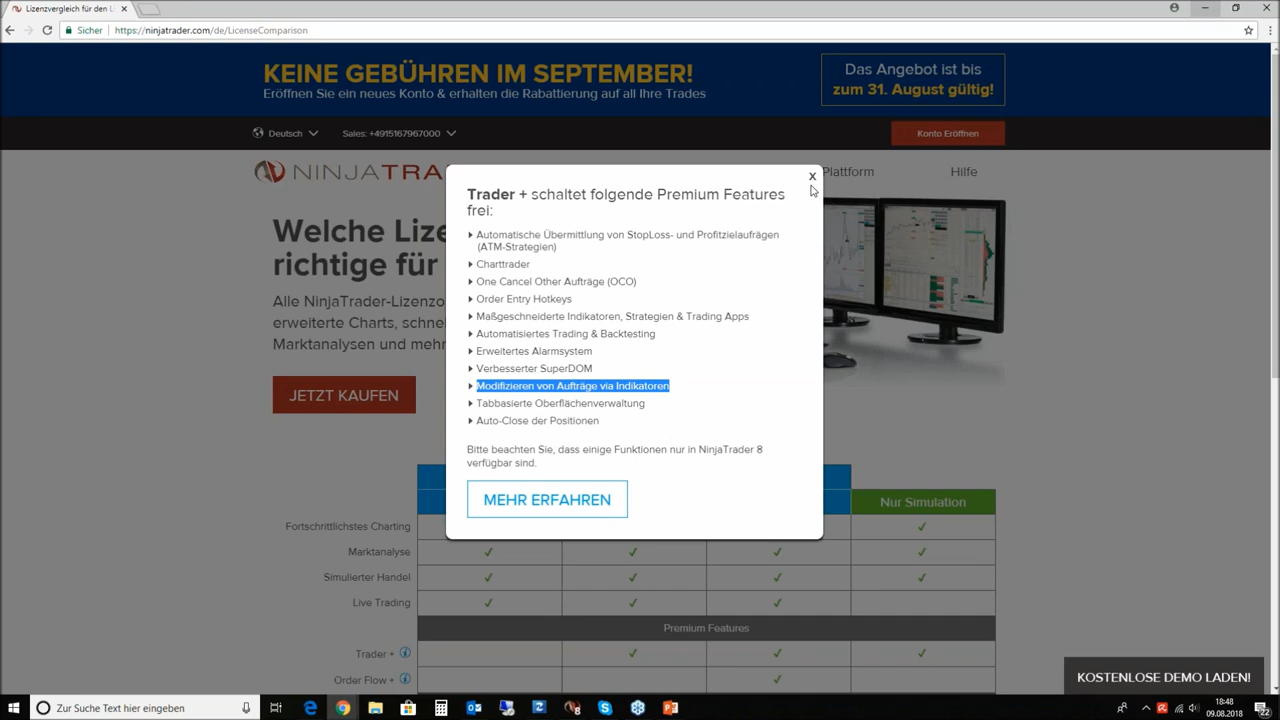 Lizenzvergleich für den L
Sicher
https://ninjatrader.com/de/LicenseComparison
KEINE GEBÜHREN IM SEPTEMBER!
Eröffnen Sie ein neues Konto & erhalten die Rabattierung auf all Ihre Trades
Das Angebot ist bis
zum 31. August gültig!
Deutsch
Sales: +4915167967000
Konto Eröffnen
NINJATRA
Plattform
Hilfe
Welche Lize
richtige für
Alle NinjaTrader-Lizenzo
erweiterte Charts, schne
Marktanalysen und mehr
JETZT KAUFEN
x
Trader + schaltet folgende Premium Features
frei:
Automatische Übermittlung von StopLoss- und Profitzielaufrägen
(ATM-Strategien)
Charttrader
One Cancel Other Aufträge (OCO)
Order Entry Hotkeys
Maßgeschneiderte Indikatoren, Strategien & Trading Apps
Automatisiertes Trading & Backtesting
Erweitertes Alarmsystem
Verbesserter SuperDOM
Modifizieren von Aufträge via Indikatoren
Tabbasierte Oberflächenverwaltung
Auto-Close der Positionen
Bitte beachten Sie, dass einige Funktionen nur in NinjaTrader 8
verfügbar sind.
MEHR ERFAHREN
Nur Simulation
Fortschrittlichstes Charting
Marktanalyse
Simulierter Handel
Live Trading
Premium Features
Trader +
Order Flow +
KOSTENLOSE DEMO LADEN!
Zur Suche Text hier eingeben
18:48
09.08.2018
22